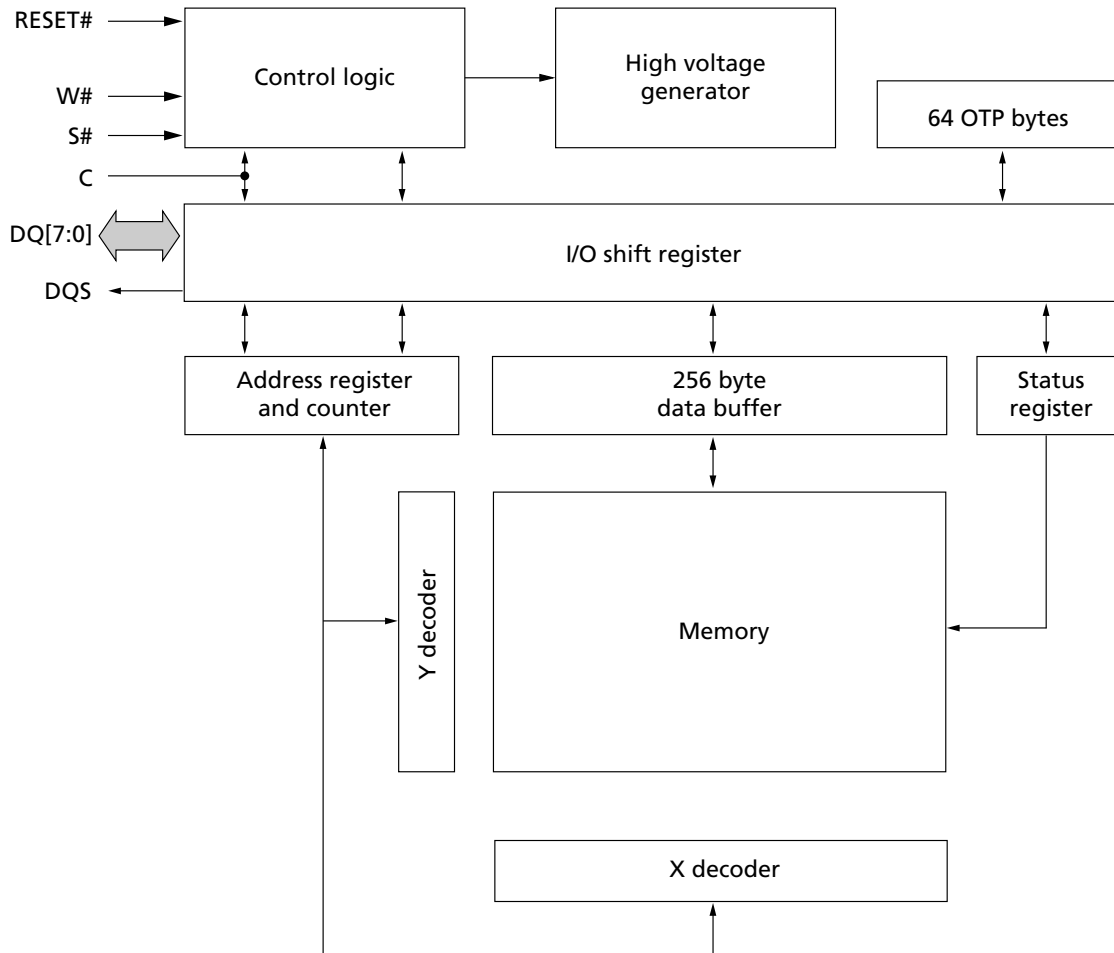 RESET#
Control logic
High voltage
generator
W#
64 OTP bytes
S#
C
DQ[7:0]
I/O shift register
DQS
Address register
and counter
256 byte
data buffer
Status
register
Y decoder
Memory
X decoder